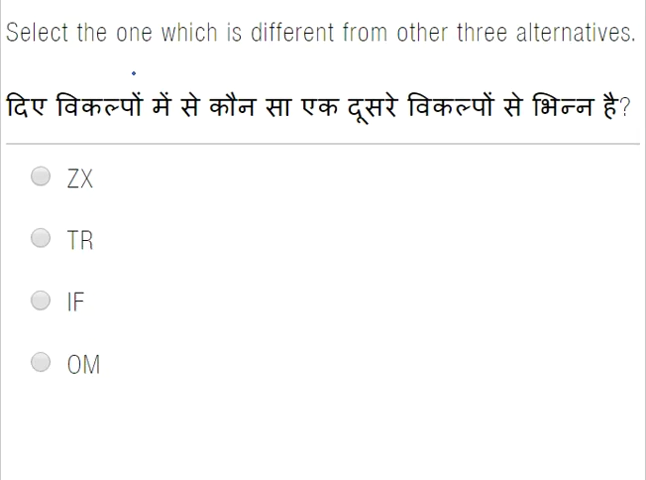 Select the one which is different from other three alternatives.
दिए विकल्पों में से कौन सा एक दूसरे विकल्पों से भिन्न है?
ZX
TR
IF
OM